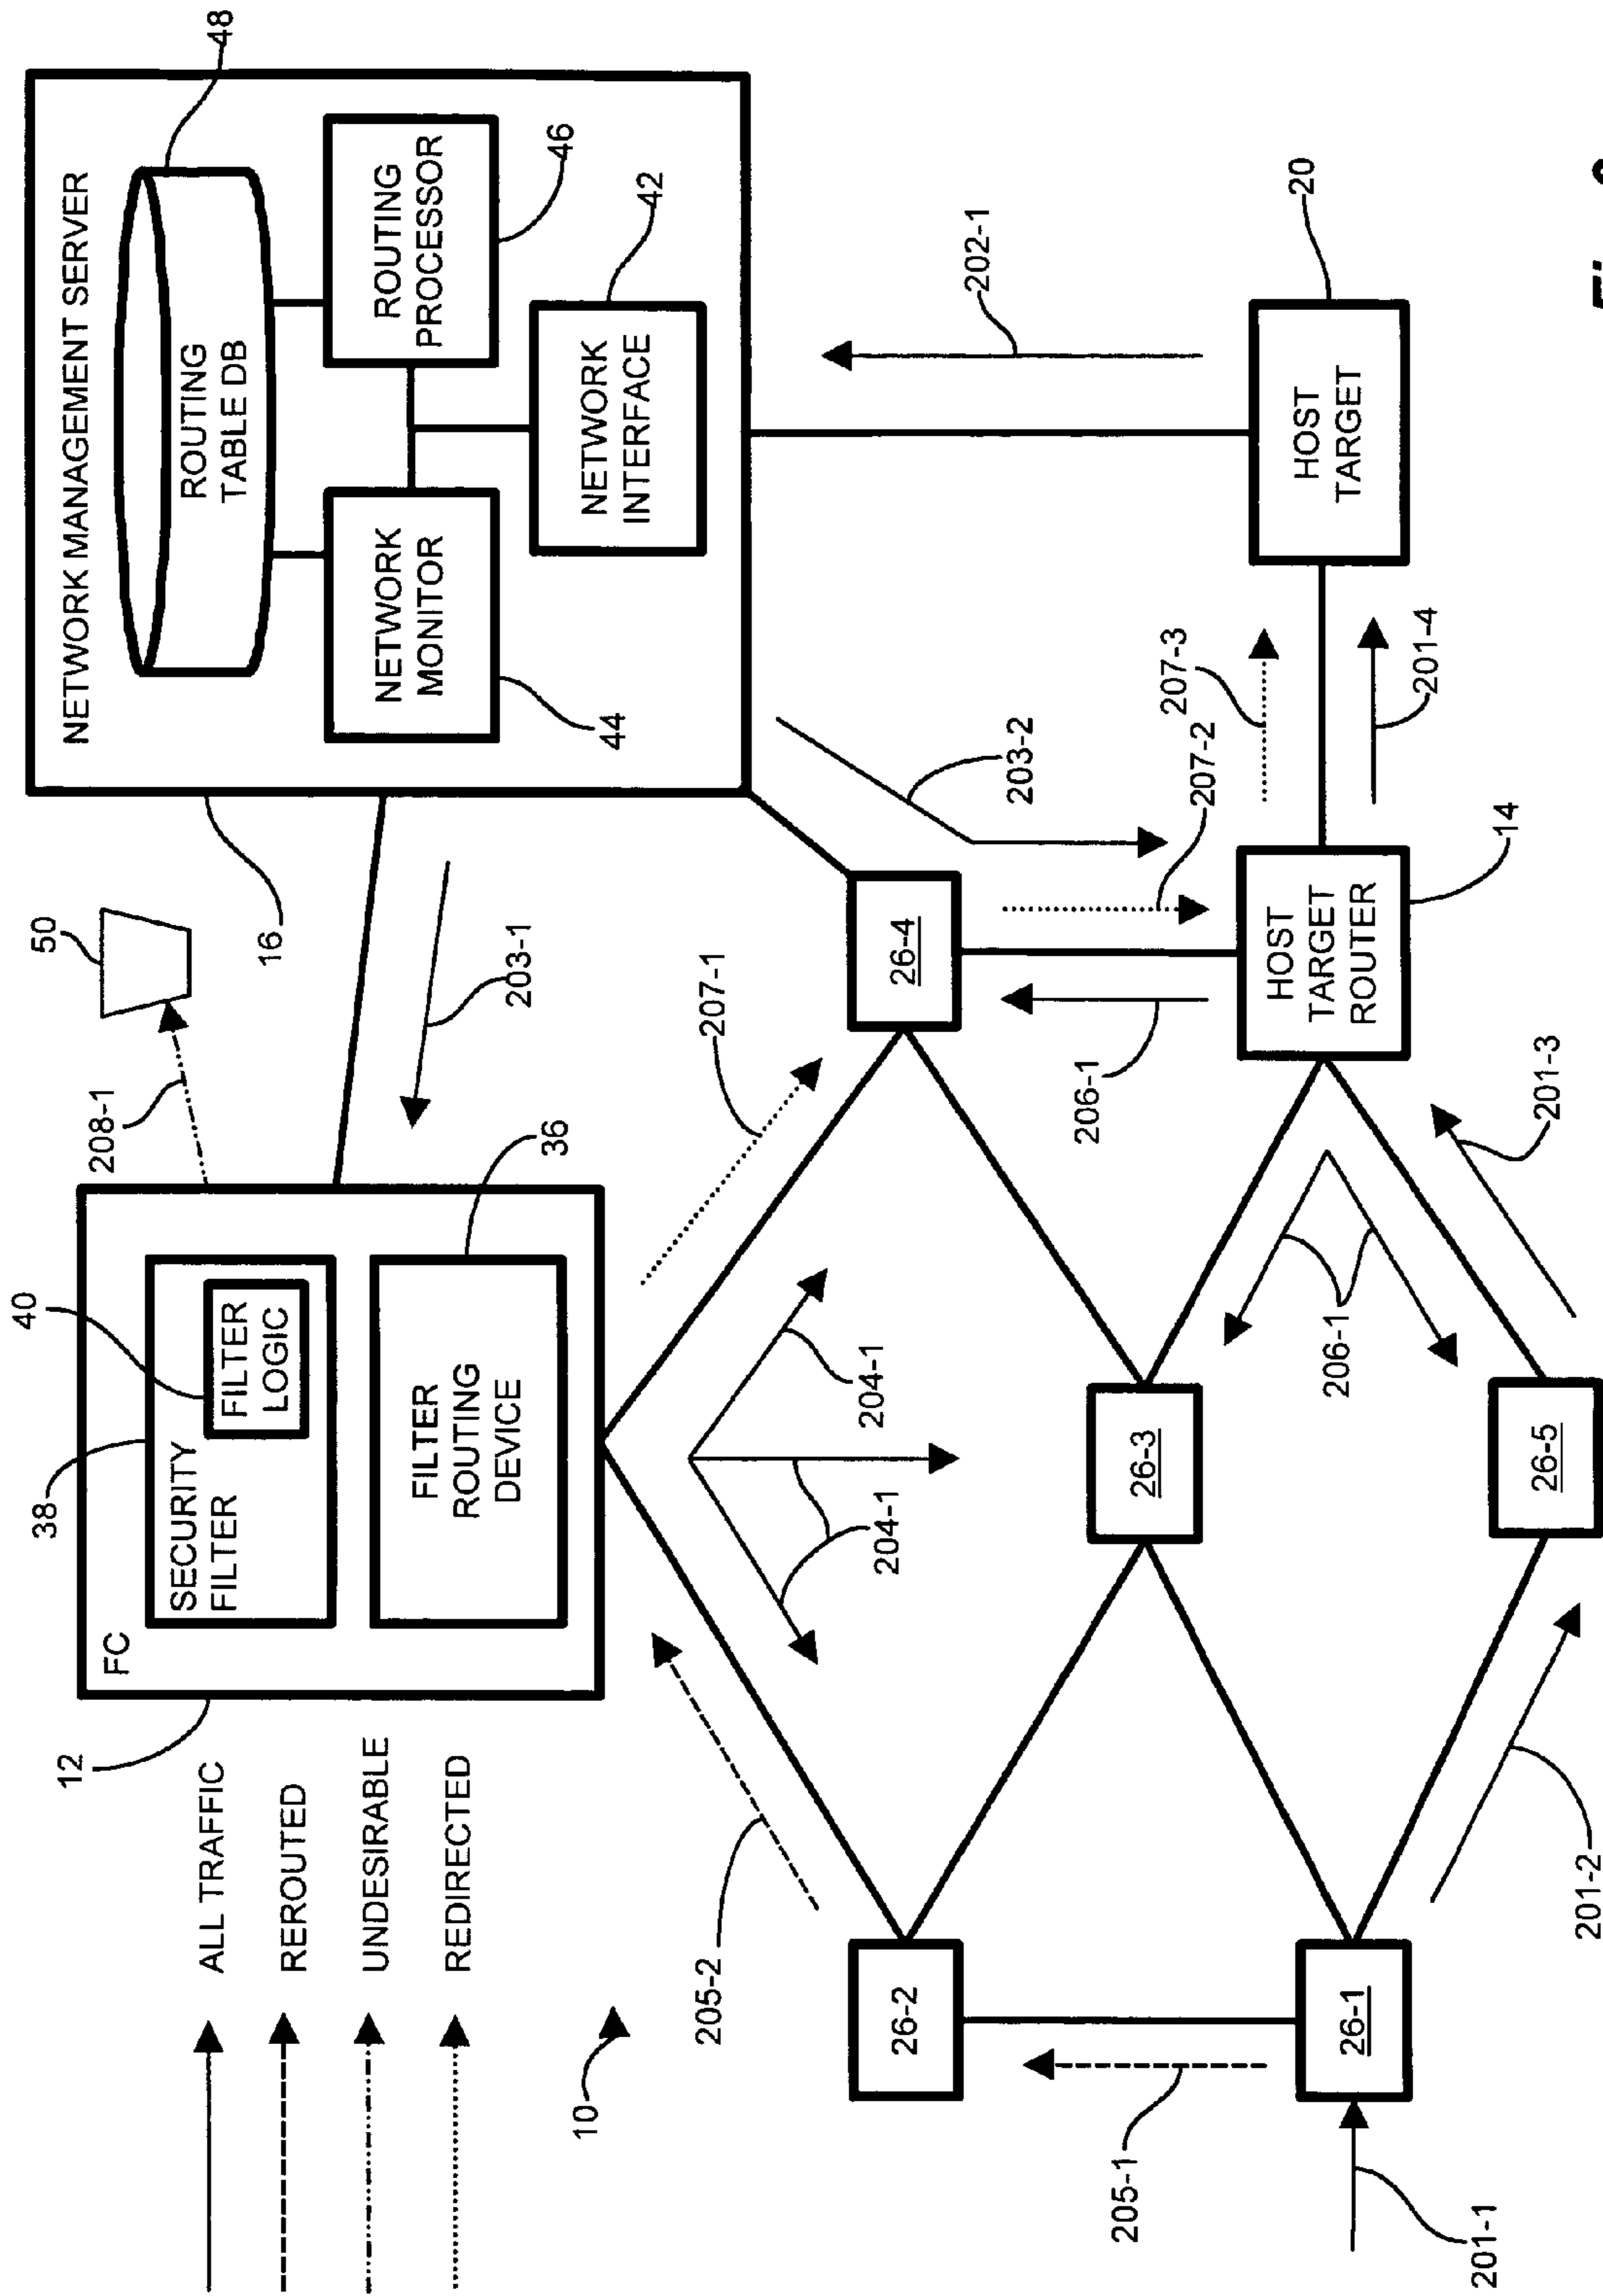 ALL TRAFFIC
REROUTED
UNDESIRABLE
REDIRECTED
10
12
FC
38
SECURITY
FILTER
40
FILTER
LOGIC
FILTER
ROUTING
DEVICE
36
208-1
50
203-1
16
NETWORK MANAGEMENT SERVER
ROUTING
TABLE DB
48
NETWORK
MONITOR
44
ROUTING
PROCESSOR
46
NETWORK
INTERFACE
42
205-2
204-1
204-1
207-1
203-2
202-1
26-2
26-4
207-2
206-1
205-1
26-3
206-1
HOST
TARGET
ROUTER
14
207-3
201-4
HOST
TARGET
20
201-1
26-1
201-2
26-5
201-3